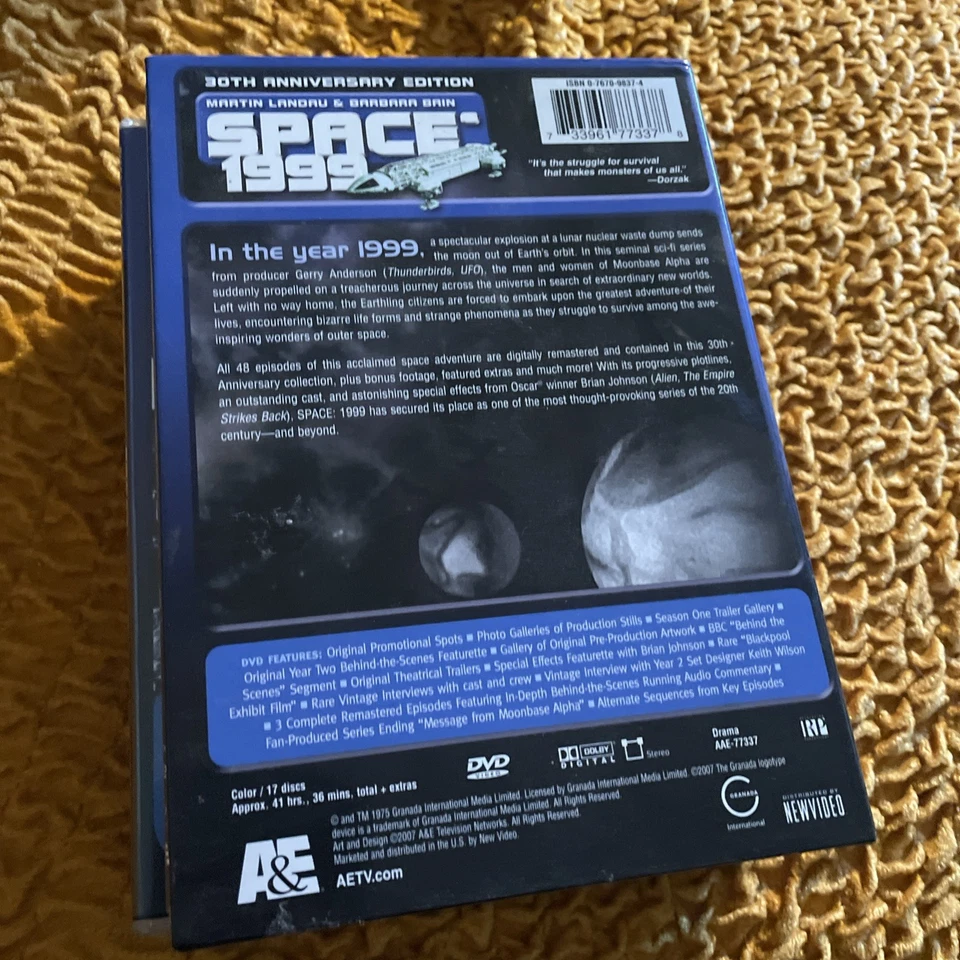 30TH ANNIVERSARY EDITION
MARTIN LANDAU & BARBARA BAIN
SPACE
1999
ISBN 0-7670-9837-4
7 33961 77337 8
"It's the struggle for survival
that makes monsters of us all."
—Dorzak
In the year 1999, a spectacular explosion at a lunar nuclear waste dump sends
the moon out of Earth's orbit. In this seminal sci-fi series
from producer Gerry Anderson (Thunderbirds, UFO), the men and women of Moonbase Alpha are
suddenly propelled on a treacherous journey across the universe in search of extraordinary new worlds.
Left with no way home, the Earthling citizens are forced to embark upon the greatest adventure of their
lives, encountering bizarre life forms and strange phenomena as they struggle to survive among the awe-
inspiring wonders of outer space.
All 48 episodes of this acclaimed space adventure are digitally remastered and contained in this 30th
Anniversary collection, plus bonus footage, featured extras and much more! With its progressive plotlines,
an outstanding cast, and astonishing special effects from Oscar® winner Brian Johnson (Alien, The Empire
Strikes Back), SPACE: 1999 has secured its place as one of the most thought-provoking series of the 20th
century—and beyond.
DVD FEATURES: Original Promotional Spots ■ Photo Galleries of Production Stills ■ Season One Trailer Gallery ■
Original Year Two Behind-the-Scenes Featurette ■ Gallery of Original Pre-Production Artwork ■ BBC "Behind the
Scenes" Segment ■ Original Theatrical Trailers ■ Special Effects Featurette with Brian Johnson ■ Rare "Blackpool
Exhibit Film" ■ Rare Vintage Interviews with cast and crew ■ Vintage Interview with Year 2 Set Designer Keith Wilson
■ 3 Complete Remastered Episodes Featuring In-Depth Behind-the-Scenes Running Audio Commentary ■
Fan-Produced Series Ending "Message from Moonbase Alpha" ■ Alternate Sequences from Key Episodes
Color / 17 discs
Approx. 41 hrs., 36 mins, total + extras
DVD
VIDEO
DOLBY
DIGITAL
Stereo
Drama
AAE-77337
© and TM 1975 Granada International Media Limited. Licensed by Granada International Media Limited. ©2007 The Granada logotype
device is a trademark of Granada International Media Limited. All Rights Reserved.
Art and Design ©2007 A&E Television Networks. All Rights Reserved.
Marketed and distributed in the U.S. by New Video.
GRANADA
International
DISTRIBUTED BY
NEWVIDEO
A&E
AETV.com